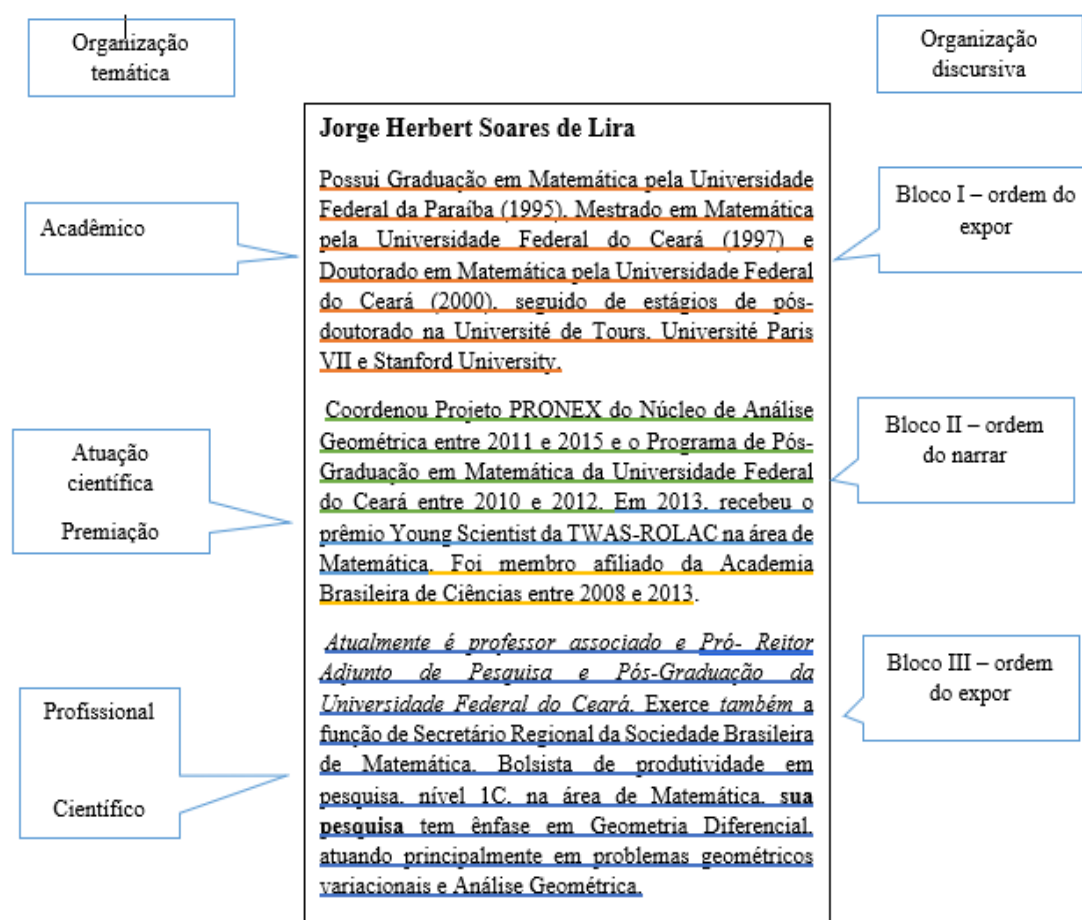 Organização
temática
Organização
discursiva
Jorge Herbert Soares de Lira
Possui Graduação em Matemática pela Universidade
Federal da Paraíba (1995), Mestrado em Matemática
pela Universidade Federal do Ceará (1997) e
Doutorado em Matemática pela Universidade Federal
do Ceará (2000), seguido de estágios de pós-
doutorado na Université de Tours, Université Paris
VII e Stanford University.
Acadêmico
Bloco I – ordem do
expor
Coordenou Projeto PRONEX do Núcleo de Análise
Geométrica entre 2011 e 2015 e o Programa de Pós-
Graduação em Matemática da Universidade Federal
do Ceará entre 2010 e 2012. Em 2013, recebeu o
prêmio Young Scientist da TWAS-ROLAC na área de
Matemática. Foi membro afiliado da Academia
Brasileira de Ciências entre 2008 e 2013.
Atuação
científica
Premiação
Bloco II – ordem
do narrar
Atualmente é professor associado e Pró- Reitor
Adjunto de Pesquisa e Pós-Graduação da
Universidade Federal do Ceará. Exerce também a
função de Secretário Regional da Sociedade Brasileira
de Matemática. Bolsista de produtividade em
pesquisa, nível 1C, na área de Matemática, sua
pesquisa tem ênfase em Geometria Diferencial,
atuando principalmente em problemas geométricos
variacionais e Análise Geométrica.
Profissional
Científico
Bloco III – ordem
do expor